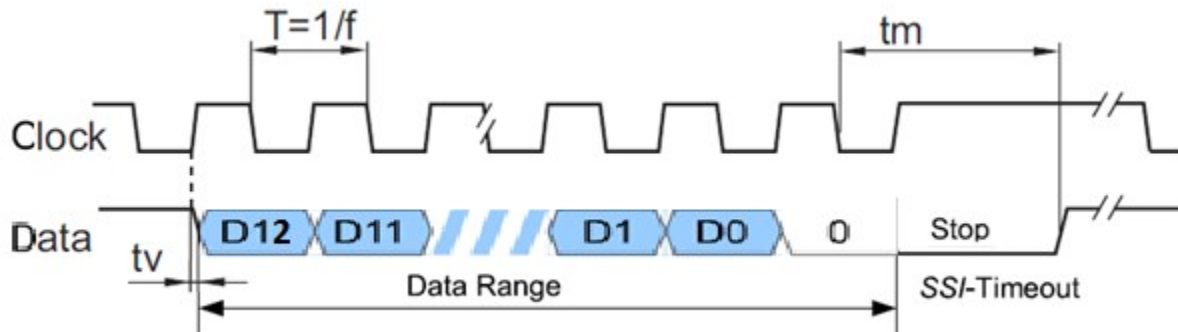 T=1/f
tm
Clock
Data
D12
D11
D1
D0
0
Stop
tv
Data Range
SSI-Timeout